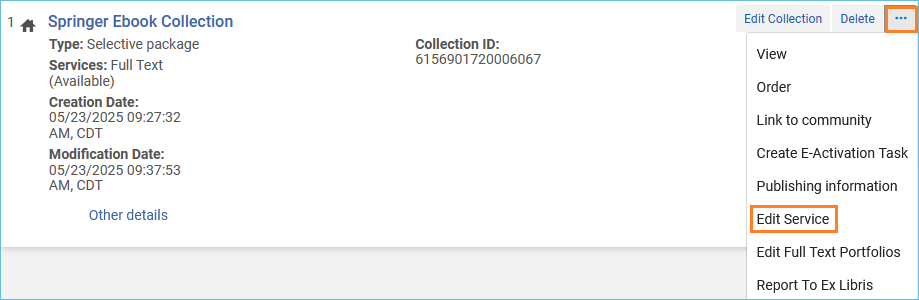 1 Springer Ebook Collection Edit Collection Delete ...
Type: Selective package
Collection ID:
6156901720006067
Services: Full Text
(Available)
Creation Date:
05/23/2025 09:27:32
AM, CDT
Modification Date:
05/23/2025 09:37:53
AM, CDT
Other details
View
Order
Link to community
Create E-Activation Task
Publishing information
Edit Service
Edit Full Text Portfolios
Report To Ex Libris